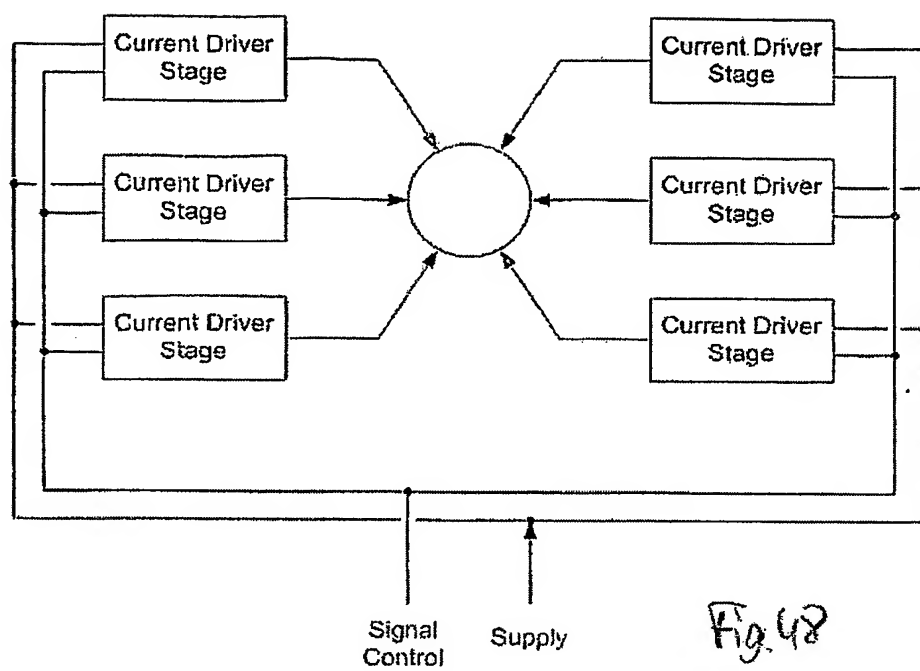 Current Driver
Stage
Current Driver
Stage
Current Driver
Stage
Current Driver
Stage
Current Driver
Stage
Current Driver
Stage
Signal
Control
Supply
Fig. 48